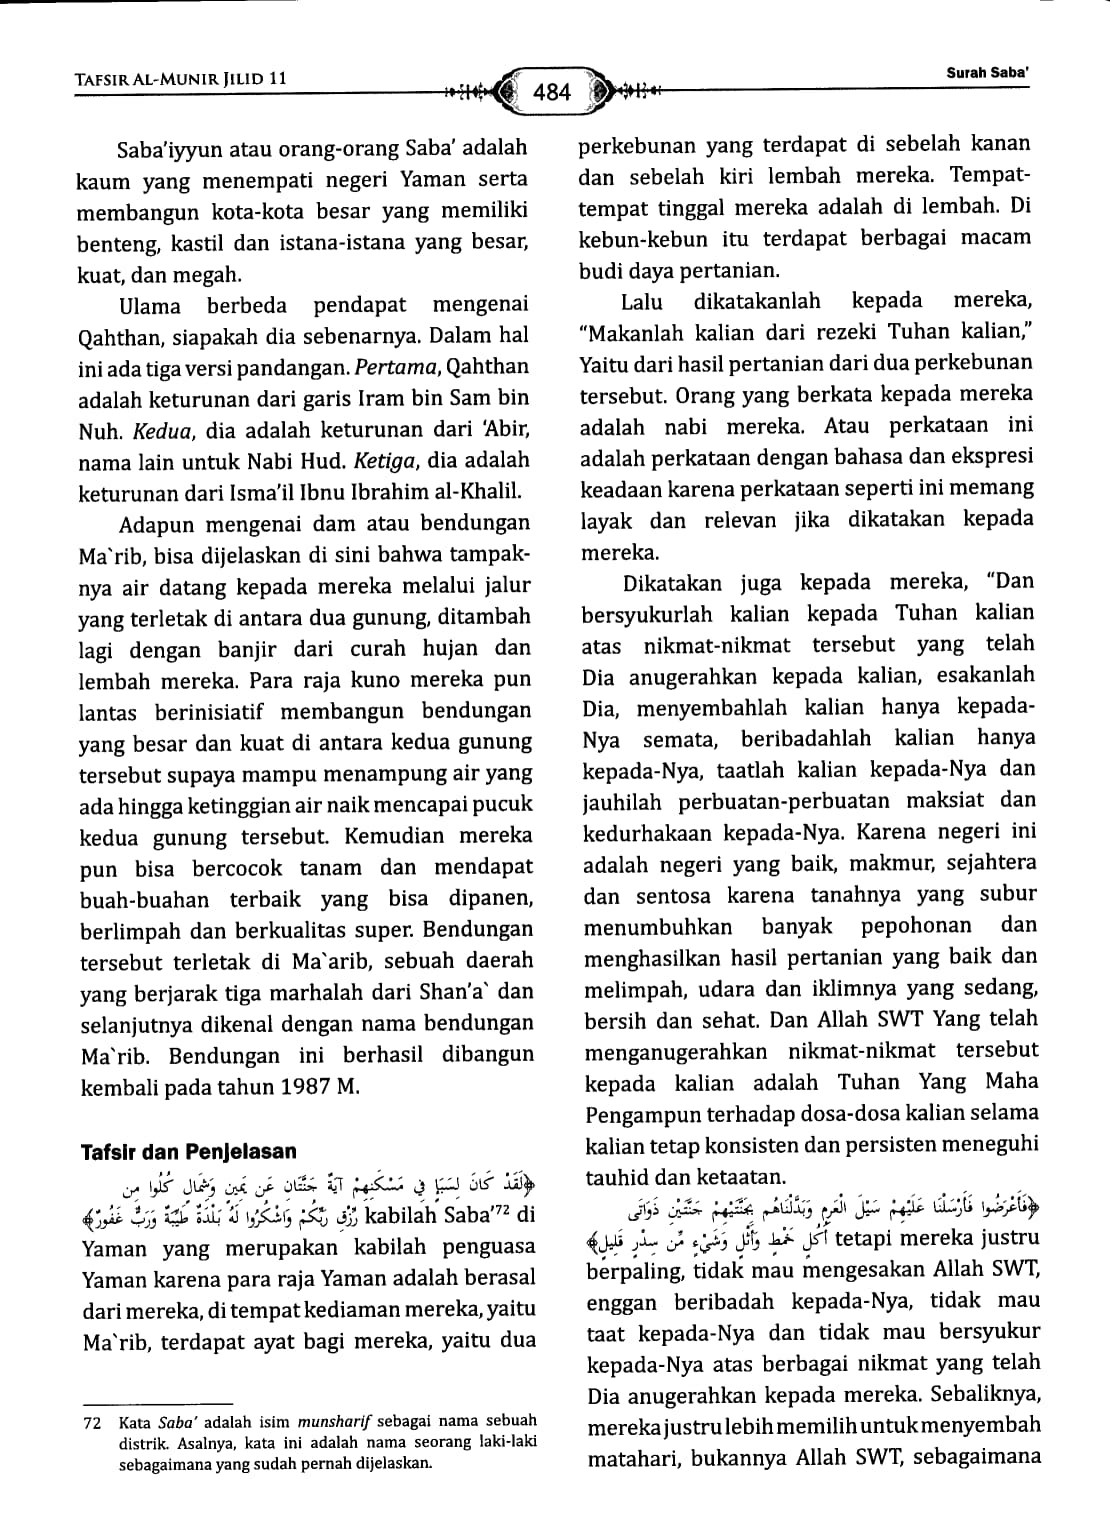 TAFSIR AL-MUNIR JILID 11
484
Surah Saba'
Saba'iyyun atau orang-orang Saba' adalah
kaum yang menempati negeri Yaman serta
membangun kota-kota besar yang memiliki
benteng, kastil dan istana-istana yang besar,
kuat, dan megah.
Ulama berbeda pendapat mengenai
Qahthan, siapakah dia sebenarnya. Dalam hal
ini ada tiga versi pandangan. Pertama, Qahthan
adalah keturunan dari garis Iram bin Sam bin
Nuh. Kedua, dia adalah keturunan dari 'Abir,
nama lain untuk Nabi Hud. Ketiga, dia adalah
keturunan dari Isma'il Ibnu Ibrahim al-Khalil.
Adapun mengenai dam atau bendungan
Ma`rib, bisa dijelaskan di sini bahwa tampak-
nya air datang kepada mereka melalui jalur
yang terletak di antara dua gunung, ditambah
lagi dengan banjir dari curah hujan dan
lembah mereka. Para raja kuno mereka pun
lantas berinisiatif membangun bendungan
yang besar dan kuat di antara kedua gunung
tersebut supaya mampu menampung air yang
ada hingga ketinggian air naik mencapai pucuk
kedua gunung tersebut. Kemudian mereka
pun bisa bercocok tanam dan mendapat
buah-buahan terbaik yang bisa dipanen,
berlimpah dan berkualitas super. Bendungan
tersebut terletak di Ma`arib, sebuah daerah
yang berjarak tiga marhalah dari Shan'a` dan
selanjutnya dikenal dengan nama bendungan
Ma`rib. Bendungan ini berhasil dibangun
kembali pada tahun 1987 M.
Tafsir dan Penjelasan
﴿لَقَدْ كَانَ لِسَبَإٍ فِي مَسْكَنِهِمْ آيَةٌ جَنَّتَانِ عَن يَمِينٍ وَشِمَالٍ كُلُوا مِن
رِّزْقِ رَبِّكُمْ وَاشْكُرُوا لَهُ بَلْدَةٌ طَيِّبَةٌ وَرَبٌّ غَفُورٌ﴾ kabilah Saba'72 di
Yaman yang merupakan kabilah penguasa
Yaman karena para raja Yaman adalah berasal
dari mereka, di tempat kediaman mereka, yaitu
Ma`rib, terdapat ayat bagi mereka, yaitu dua
72 Kata Saba' adalah isim munsharif sebagai nama sebuah
distrik. Asalnya, kata ini adalah nama seorang laki-laki
sebagaimana yang sudah pernah dijelaskan.
perkebunan yang terdapat di sebelah kanan
dan sebelah kiri lembah mereka. Tempat-
tempat tinggal mereka adalah di lembah. Di
kebun-kebun itu terdapat berbagai macam
budi daya pertanian.
Lalu dikatakanlah kepada mereka,
"Makanlah kalian dari rezeki Tuhan kalian,"
Yaitu dari hasil pertanian dari dua perkebunan
tersebut. Orang yang berkata kepada mereka
adalah nabi mereka. Atau perkataan ini
adalah perkataan dengan bahasa dan ekspresi
keadaan karena perkataan seperti ini memang
layak dan relevan jika dikatakan kepada
mereka.
Dikatakan juga kepada mereka, "Dan
bersyukurlah kalian kepada Tuhan kalian
atas nikmat-nikmat tersebut yang telah
Dia anugerahkan kepada kalian, esakanlah
Dia, menyembahlah kalian hanya kepada-
Nya semata, beribadahlah kalian hanya
kepada-Nya, taatlah kalian kepada-Nya dan
jauhilah perbuatan-perbuatan maksiat dan
kedurhakaan kepada-Nya. Karena negeri ini
adalah negeri yang baik, makmur, sejahtera
dan sentosa karena tanahnya yang subur
menumbuhkan banyak pepohonan dan
menghasilkan hasil pertanian yang baik dan
melimpah, udara dan iklimnya yang sedang,
bersih dan sehat. Dan Allah SWT Yang telah
menganugerahkan nikmat-nikmat tersebut
kepada kalian adalah Tuhan Yang Maha
Pengampun terhadap dosa-dosa kalian selama
kalian tetap konsisten dan persisten meneguhi
tauhid dan ketaatan.
﴿فَأَعْرَضُوا فَأَرْسَلْنَا عَلَيْهِمْ سَيْلَ الْعَرِمِ وَبَدَّلْنَاهُم بِجَنَّتَيْهِمْ جَنَّتَيْنِ ذَوَاتَى
أُكُلٍ خَمْطٍ وَأَثْلٍ وَشَيْءٍ مِّن سِدْرٍ قَلِيلٍ﴾ tetapi mereka justru
berpaling, tidak mau mengesakan Allah SWT,
enggan beribadah kepada-Nya, tidak mau
taat kepada-Nya dan tidak mau bersyukur
kepada-Nya atas berbagai nikmat yang telah
Dia anugerahkan kepada mereka. Sebaliknya,
mereka justru lebih memilih untuk menyembah
matahari, bukannya Allah SWT, sebagaimana